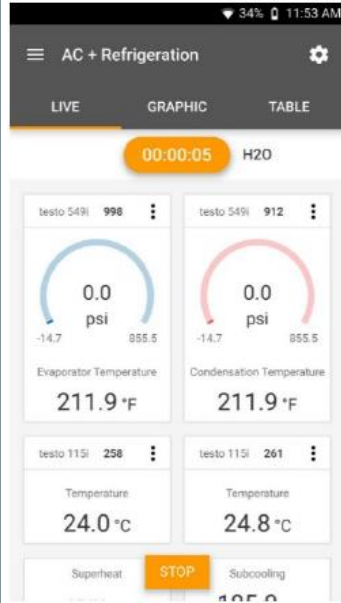 34% 11:53 AM
AC + Refrigeration
LIVE GRAPHIC TABLE
00:00:05 H2O
testo 549i 998 testo 549i 912
0.0 0.0
psi psi
-14.7 855.5 -14.7 855.5
Evaporator Temperature Condensation Temperature
211.9 °F 211.9 °F
testo 115i 258 testo 115i 261
Temperature Temperature
24.0 °C 24.8 °C
Superheat STOP Subcooling